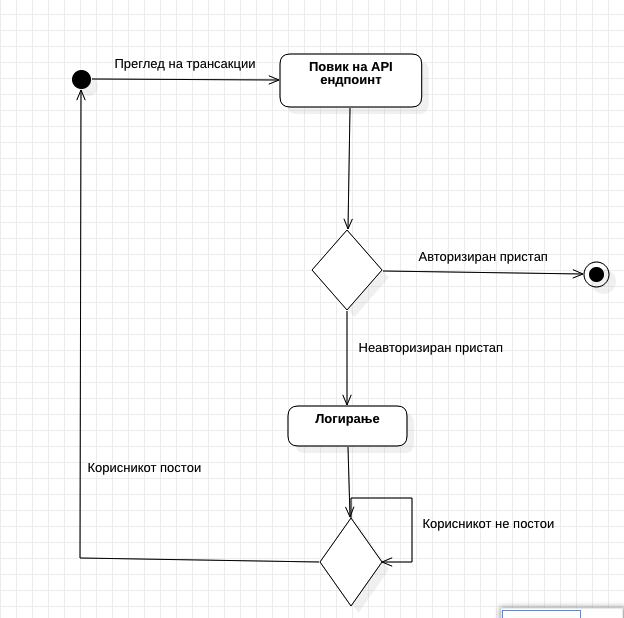 Преглед на трансакции
Повик на API
ендпоинт
Авторизиран пристап
Неавторизиран пристап
Логирање
Корисникот постои
Корисникот не постои